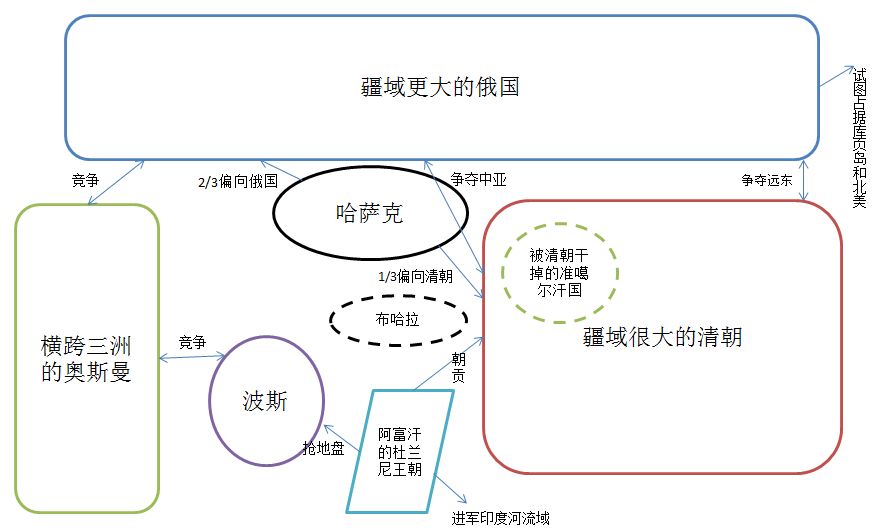 疆域更大的俄国
试图占据库页岛和北美
竞争
2/3偏向俄国
争夺中亚
争夺远东
哈萨克
1/3偏向清朝
被清朝干
掉的准噶
尔汗国
布哈拉
疆域很大的清朝
横跨三洲
的奥斯曼
竞争
波斯
朝
贡
抢地盘
阿富汗
的杜兰
尼王朝
进军印度河流域